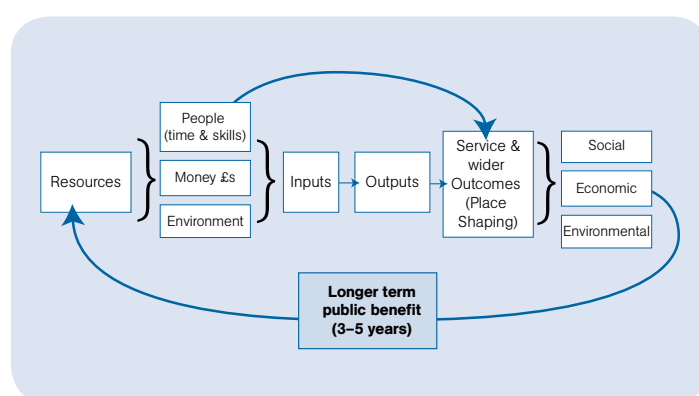 Resources
People
(time & skills)
Money £s
Environment
Inputs
Outputs
Service &
wider
Outcomes
(Place
Shaping)
Social
Economic
Environmental
Longer term
public benefit
(3–5 years)